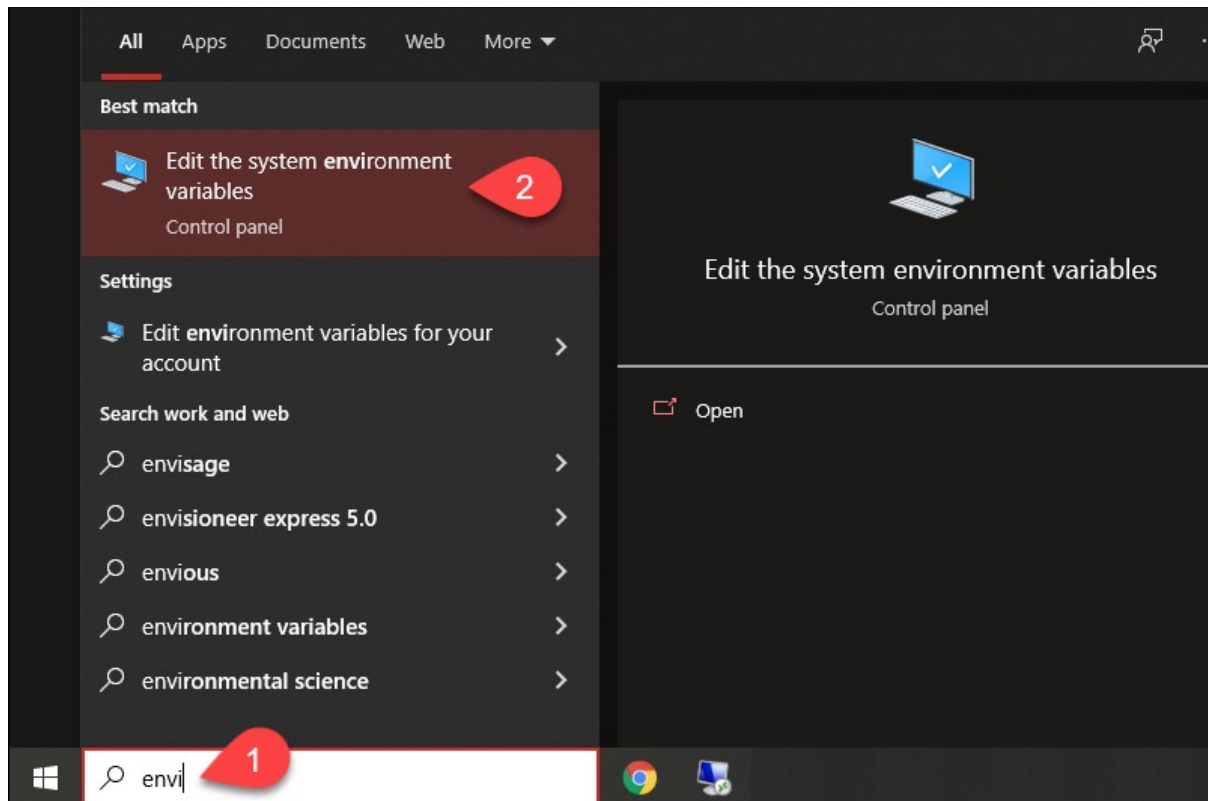 All Apps Documents Web More
Best match
Edit the system environment
variables
Control panel
2
Settings
Edit environment variables for your
account
Search work and web
envisage
envisioneer express 5.0
envious
environment variables
environmental science
1
envi
Edit the system environment variables
Control panel
Open